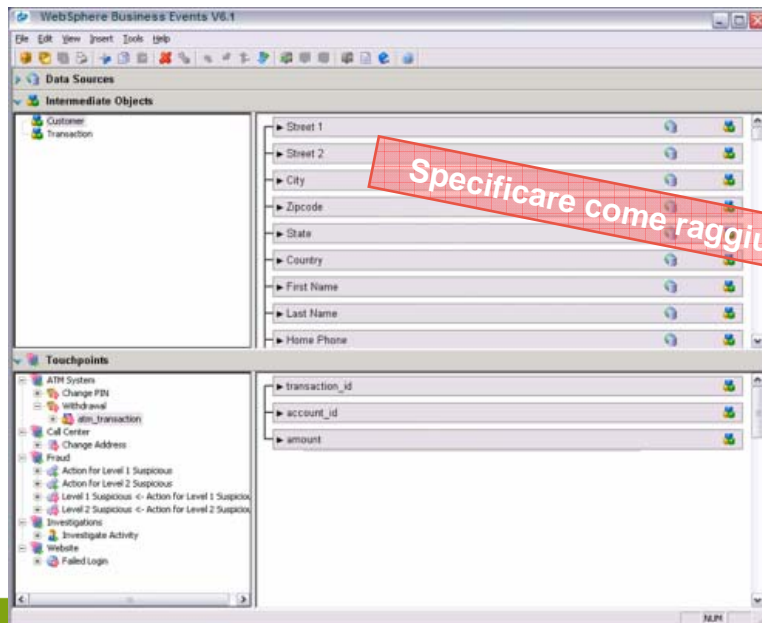 WebSphere Business Events V6.1
File Edit View Insert Tools Help
Data Sources
Intermediate Objects
Customer
Transaction
Street 1
Street 2
City
Zipcode
State
Country
First Name
Last Name
Home Phone
Specificare come raggiu
Touchpoints
ATM System
Change PIN
Withdrawal
atm_transaction
Call Center
Change Address
Fraud
Action for Level 1 Suspicious
Action for Level 2 Suspicious
Level 1 Suspicious <- Action for Level 1 Suspiciou
Level 2 Suspicious <- Action for Level 2 Suspiciou
Investigations
Investigate Activity
Website
Failed Login
transaction_id
account_id
amount
NUM